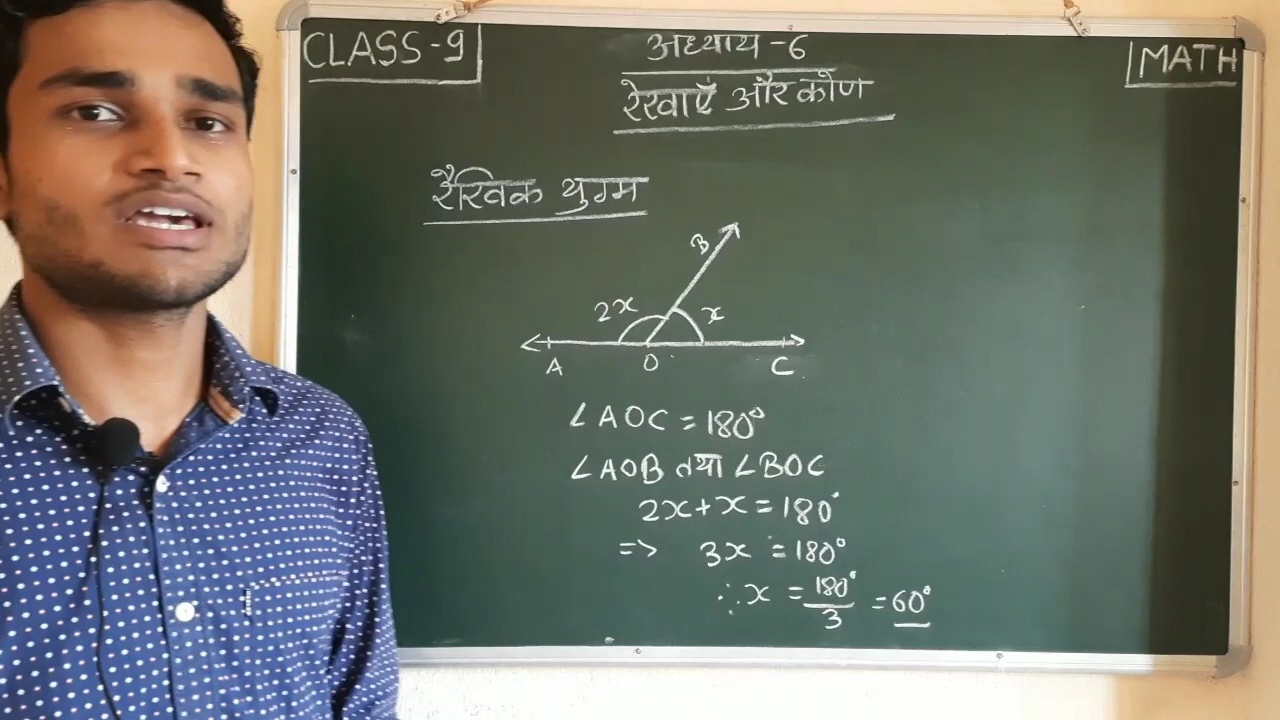 CLASS-9
अध्याय-6
MATH
रेखाएँ और कोण
रैखिक युग्म
B
2x
x
A
O
C
∠AOC = 180°
∠AOB तथा ∠BOC
2x+x=180°
=> 3x = 180°
∴x = 180°/3 = 60°